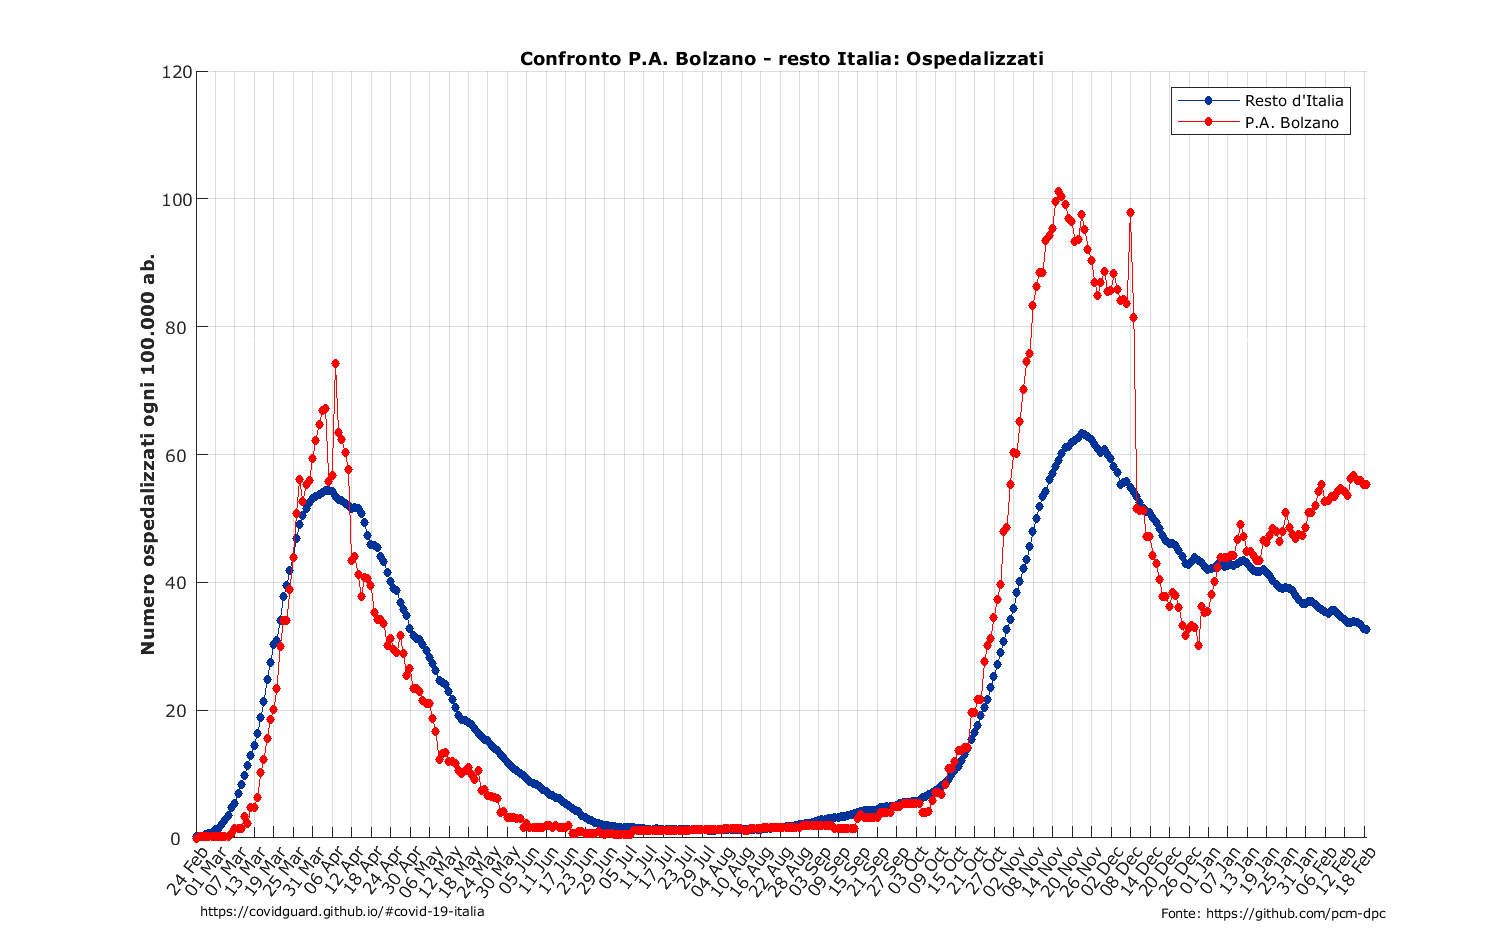 Confronto P.A. Bolzano - resto Italia: Ospedalizzati
Resto d'Italia
P.A. Bolzano
Numero ospedalizzati ogni 100.000 ab.
120
100
80
60
40
20
0
24 Feb
01 Mar
07 Mar
13 Mar
19 Mar
25 Mar
31 Mar
06 Apr
12 Apr
18 Apr
24 Apr
30 Apr
06 May
12 May
18 May
24 May
30 May
05 Jun
11 Jun
17 Jun
23 Jun
29 Jun
05 Jul
11 Jul
17 Jul
23 Jul
29 Jul
04 Aug
10 Aug
16 Aug
22 Aug
28 Aug
03 Sep
09 Sep
15 Sep
21 Sep
27 Sep
03 Oct
09 Oct
15 Oct
21 Oct
27 Oct
02 Nov
08 Nov
14 Nov
20 Nov
26 Nov
02 Dec
08 Dec
14 Dec
20 Dec
26 Dec
01 Jan
07 Jan
13 Jan
19 Jan
25 Jan
31 Jan
06 Feb
12 Feb
18 Feb
https://covidguard.github.io/#covid-19-italia
Fonte: https://github.com/pcm-dpc